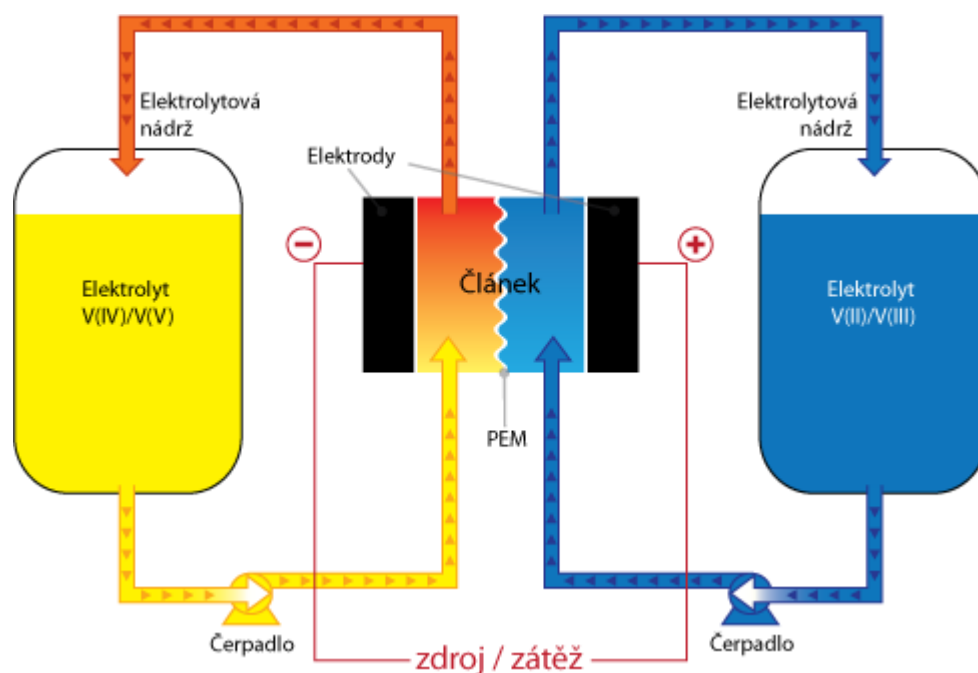 Elektrolytová
nádrž
Elektrolytová
nádrž
Elektrody
−
+
Elektrolyt
V(IV)/V(V)
Článek
Elektrolyt
V(II)/V(III)
PEM
Čerpadlo
Čerpadlo
zdroj / zátěž